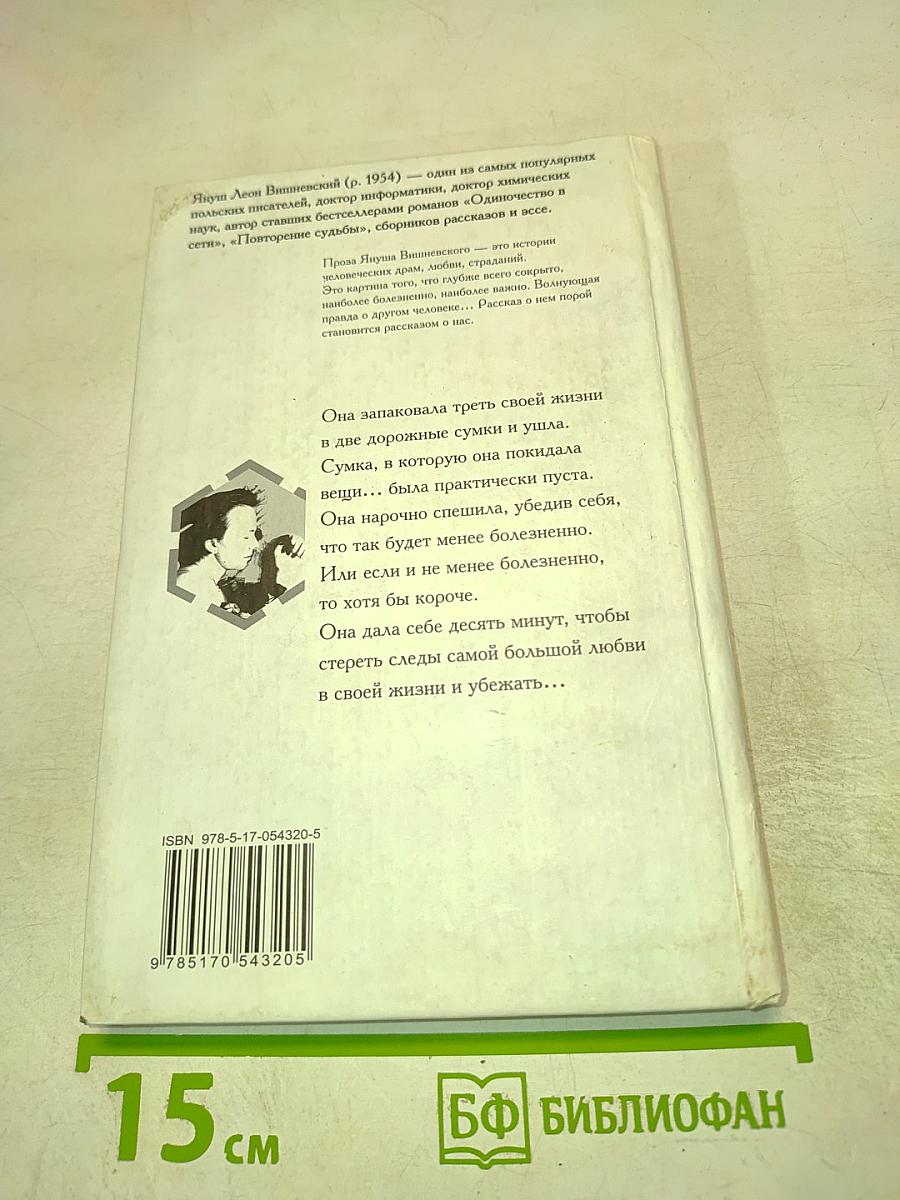 Януш Леон Вишневский (р. 1954) — один из самых популярных
польских писателей, доктор информатики, доктор химических
наук, автор ставших бестселлерами романов «Одиночество в
сети», «Повторение судьбы», сборников рассказов и эссе.
Проза Януша Вишневского — это истории
человеческих драм, любви, страданий.
Это картина того, что глубже всего сокрыто,
наиболее болезненно, наиболее важно. Волнующая
правда о другом человеке... Рассказ о нем порой
становится рассказом о нас.
Она запаковала треть своей жизни
в две дорожные сумки и ушла.
Сумка, в которую она покидала
вещи... была практически пуста.
Она нарочно спешила, убедив себя,
что так будет менее болезненно.
Или если и не менее болезненно,
то хотя бы короче.
Она дала себе десять минут, чтобы
стереть следы самой большой любви
в своей жизни и убежать...
ISBN 978-5-17-054320-5
9 785170 543205
15 см
БФ БИБЛИОФАН